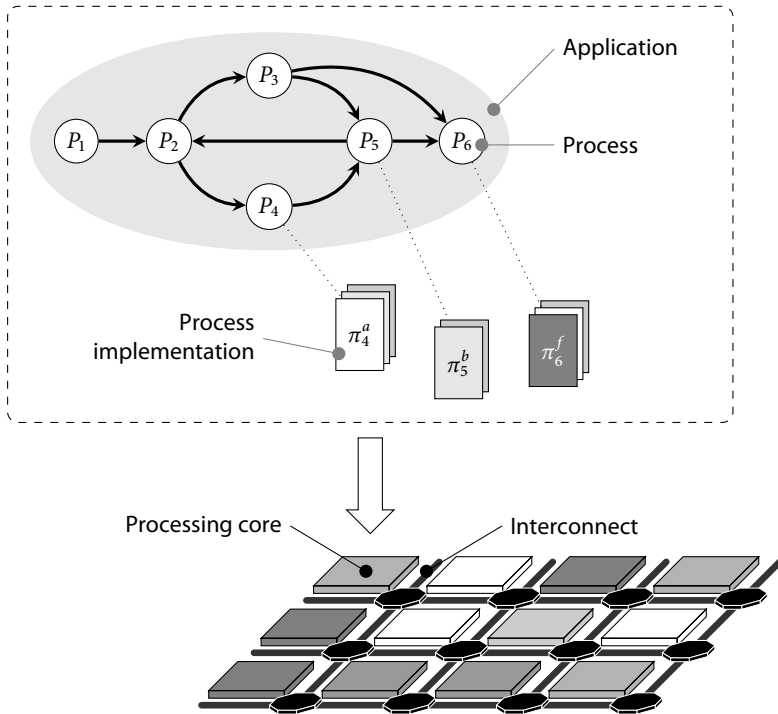 Application
P₃
P₁
P₂
P₅
P₆
Process
P₄
Process
implementation
π₄ᵃ
π₅ᵇ
π₆ᶠ
Processing core
Interconnect